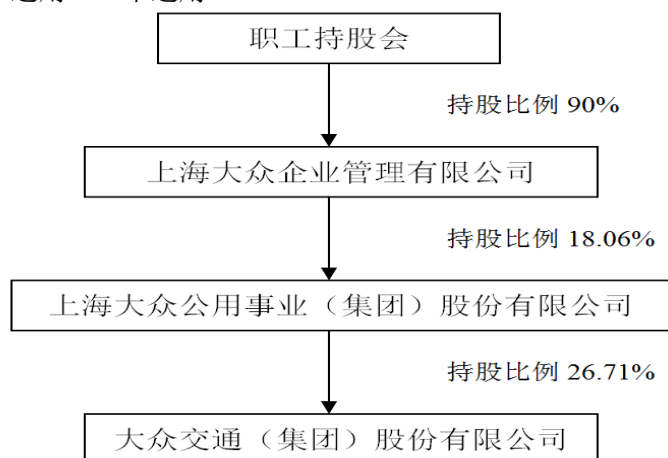 职工持股会
持股比例 90%
上海大众企业管理有限公司
持股比例 18.06%
上海大众公用事业（集团）股份有限公司
持股比例 26.71%
大众交通（集团）股份有限公司